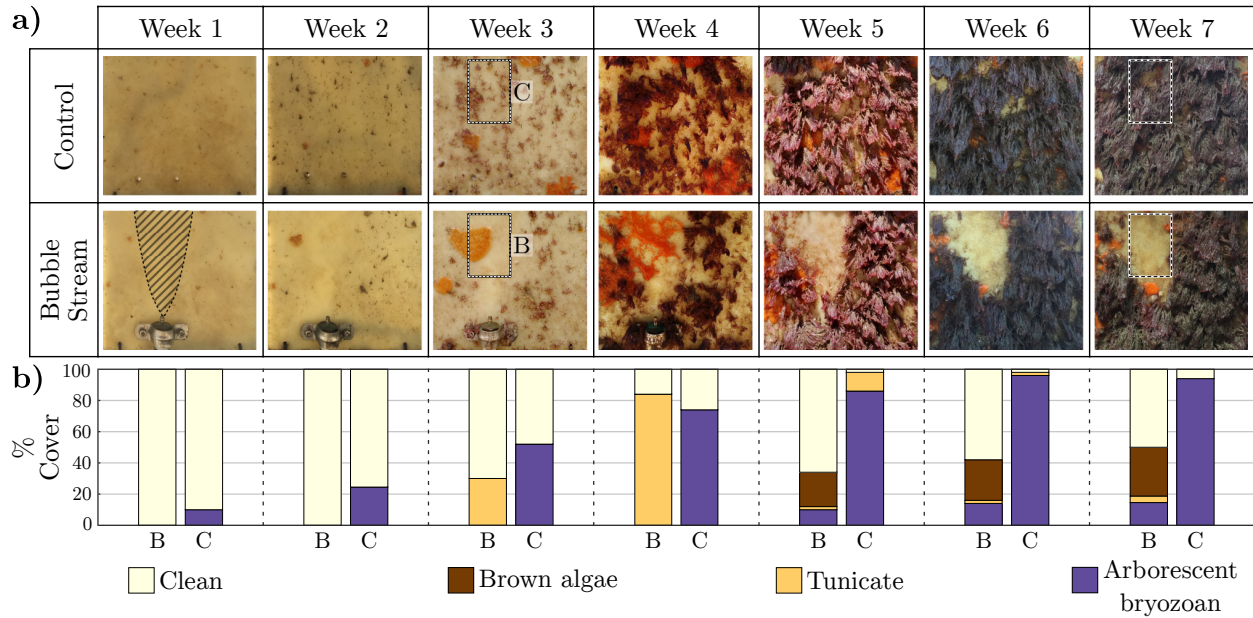 a)
Week 1 Week 2 Week 3 Week 4 Week 5 Week 6 Week 7
Control
C
Bubble
Stream
B
b)
% Cover
100
80
60
40
20
0
B C B C B C B C B C B C B C
Clean Brown algae Tunicate Arborescent
bryozoan